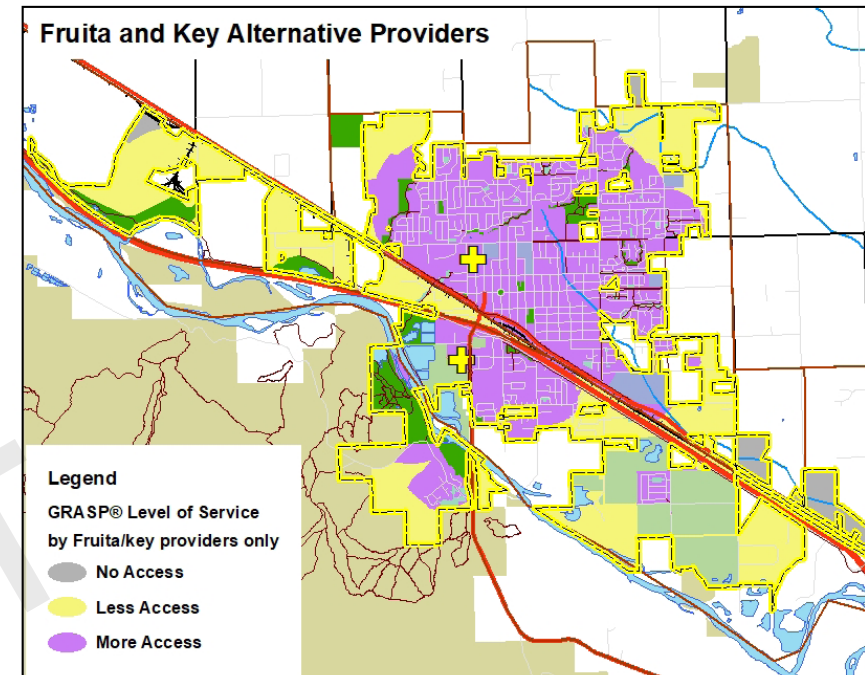 Fruita and Key Alternative Providers
Legend
GRASP® Level of Service
by Fruita/key providers only
No Access
Less Access
More Access